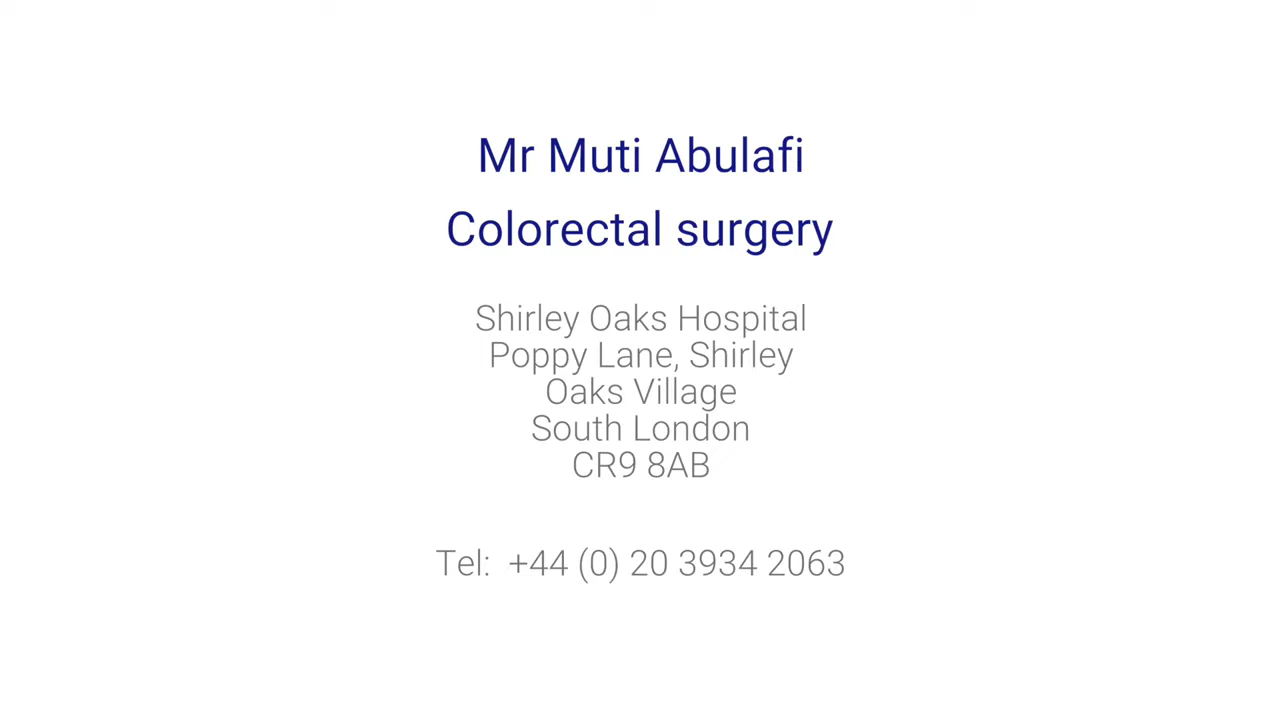 Mr Muti Abulafi
Colorectal surgery
Shirley Oaks Hospital
Poppy Lane, Shirley
Oaks Village
South London
CR9 8AB
Tel:  +44 (0) 20 3934 2063